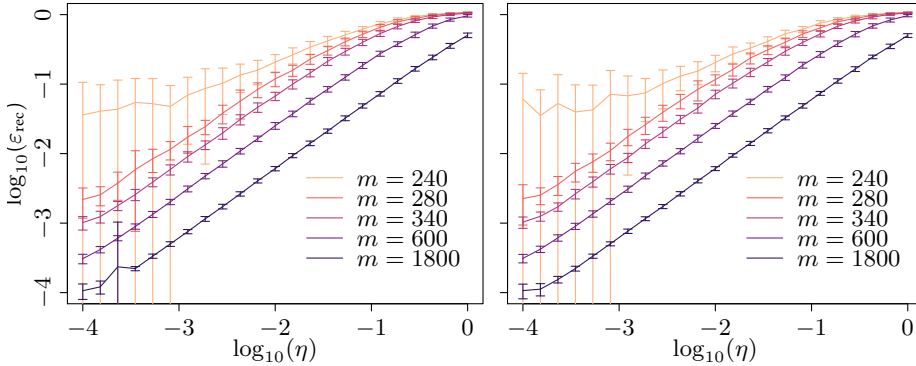 0
−1
−2
−3
−4
log₁₀(ε_rec)
m = 240
m = 280
m = 340
m = 600
m = 1800
−4 −3 −2 −1 0
log₁₀(η)
m = 240
m = 280
m = 340
m = 600
m = 1800
−4 −3 −2 −1 0
log₁₀(η)